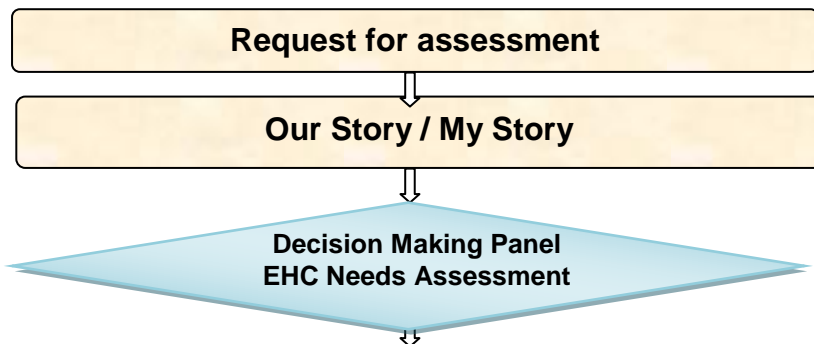 Request for assessment
Our Story / My Story
Decision Making Panel
EHC Needs Assessment